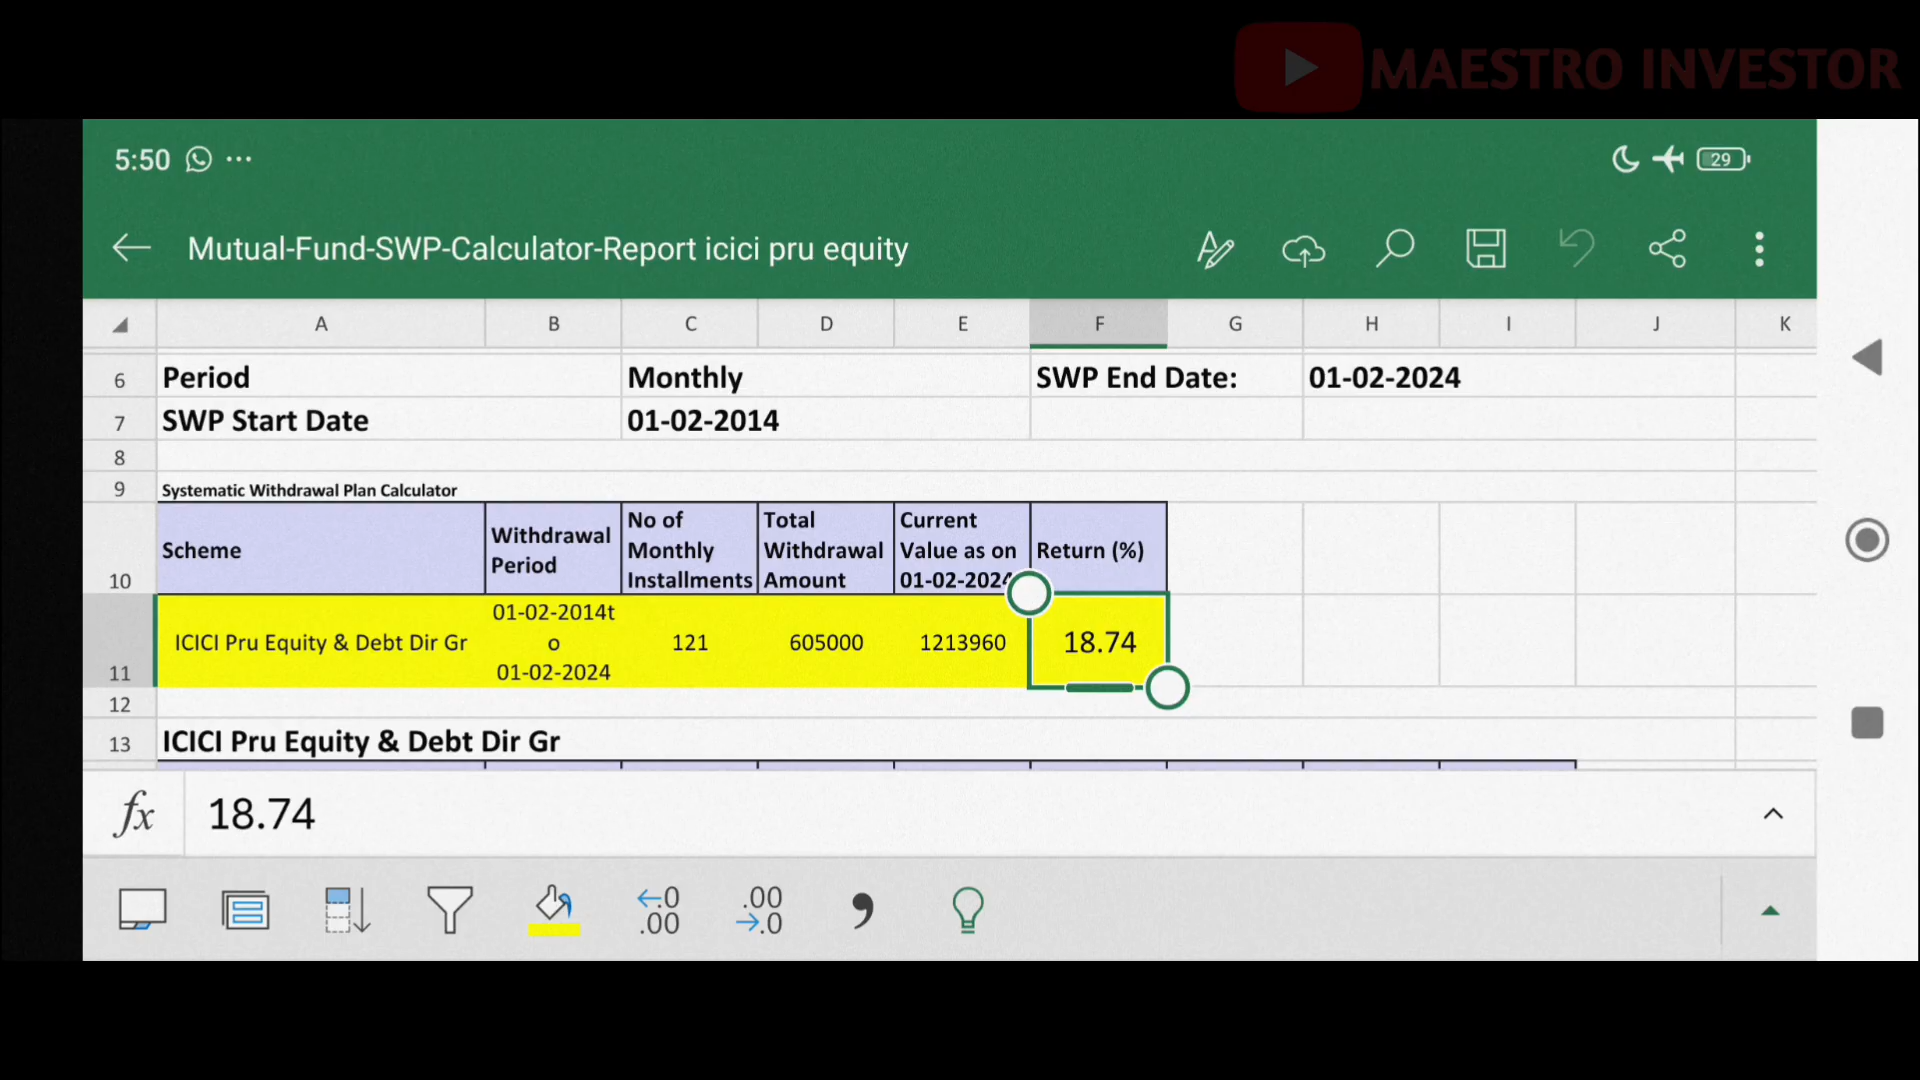 MAESTRO INVESTOR
5:50
29
Mutual-Fund-SWP-Calculator-Report icici pru equity
A B C D E F G H I J K
6 Period Monthly SWP End Date: 01-02-2024
7 SWP Start Date 01-02-2014
8
9 Systematic Withdrawal Plan Calculator
10 Scheme
Withdrawal
Period
No of
Monthly
Installments
Total
Withdrawal
Amount
Current
Value as on
01-02-2024
Return (%)
11 ICICI Pru Equity & Debt Dir Gr
01-02-2014t
o
01-02-2024
121
605000
1213960
18.74
12
13 ICICI Pru Equity & Debt Dir Gr
fx 18.74
.0
.00
.00
.0
,